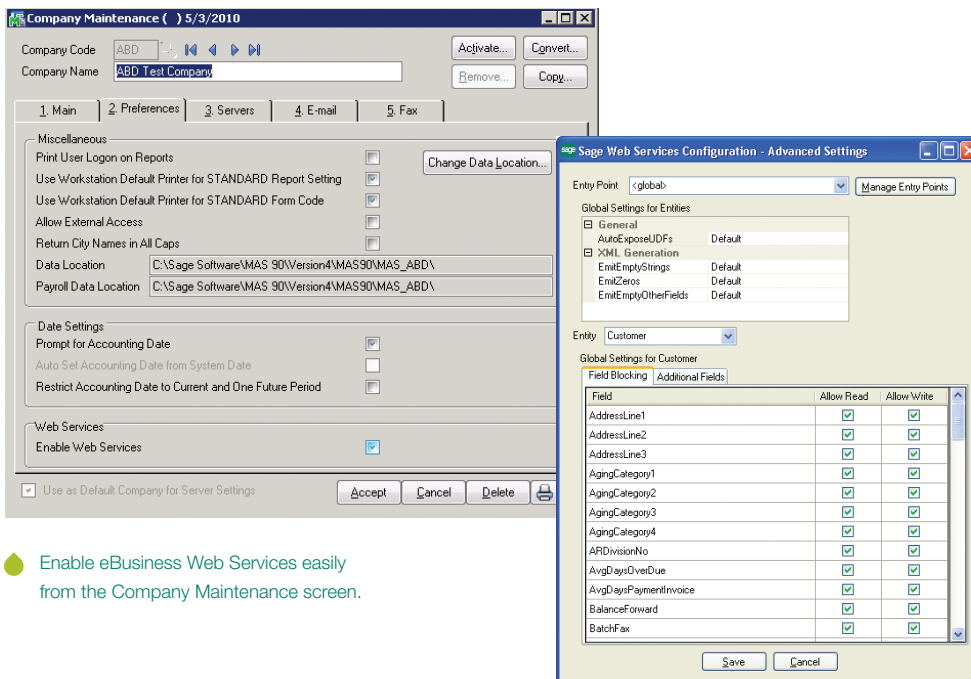 Company Maintenance ( ) 5/3/2010
Company Code ABD
Company Name ABD Test Company
Activate... Convert...
Remove... Copy...
1. Main 2. Preferences 3. Servers 4. E-mail 5. Fax
Miscellaneous
Print User Logon on Reports
Change Data Location...
Use Workstation Default Printer for STANDARD Report Setting
Use Workstation Default Printer for STANDARD Form Code
Allow External Access
Return City Names in All Caps
Data Location C:\Sage Software\MAS 90\Version4\MAS90\MAS_ABD\
Payroll Data Location C:\Sage Software\MAS 90\Version4\MAS90\MAS_ABD\
Date Settings
Prompt for Accounting Date
Auto Set Accounting Date from System Date
Restrict Accounting Date to Current and One Future Period
Web Services
Enable Web Services
Use as Default Company for Server Settings
Accept Cancel Delete
Enable eBusiness Web Services easily
from the Company Maintenance screen.
sage Sage Web Services Configuration - Advanced Settings
Entry Point <global> Manage Entry Points
Global Settings for Entities
General
AutoExposeUDFs Default
XML Generation
EmitEmptyStrings Default
EmitZeros Default
EmitEmptyOtherFields Default
Entity Customer
Global Settings for Customer
Field Blocking Additional Fields
Field Allow Read Allow Write
AddressLine1
AddressLine2
AddressLine3
AgingCategory1
AgingCategory2
AgingCategory3
AgingCategory4
ARDivisionNo
AvgDaysOverDue
AvgDaysPaymentInvoice
BalanceForward
BatchFax
Save Cancel